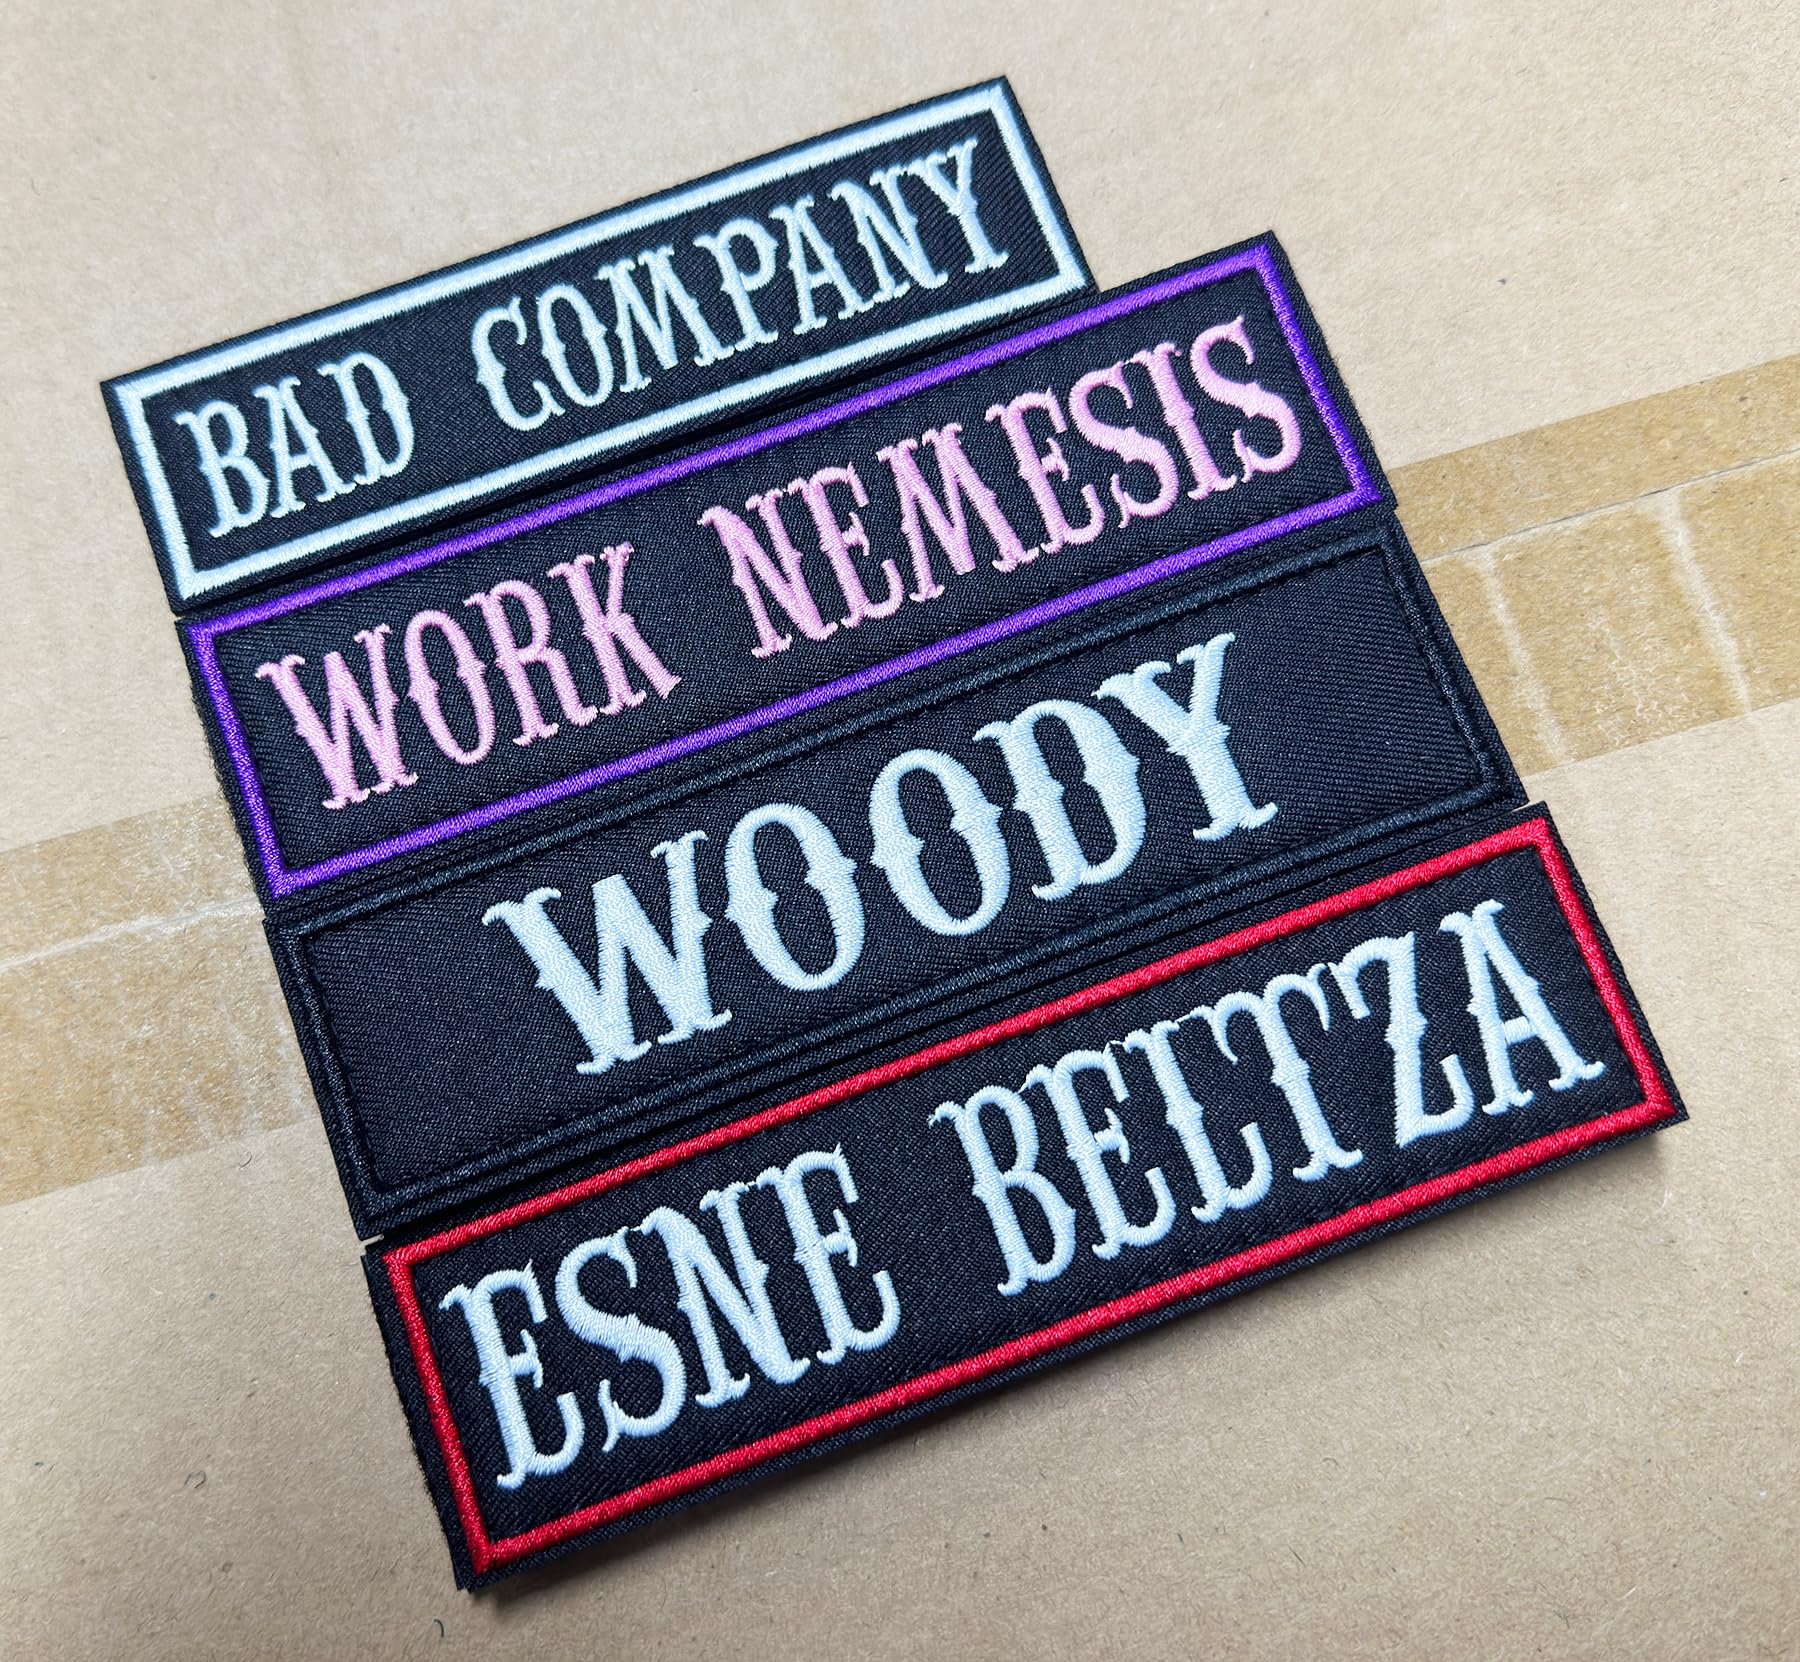 BAD COMPANY
WORK NEMESIS
WOODY
ESNE BELTZA